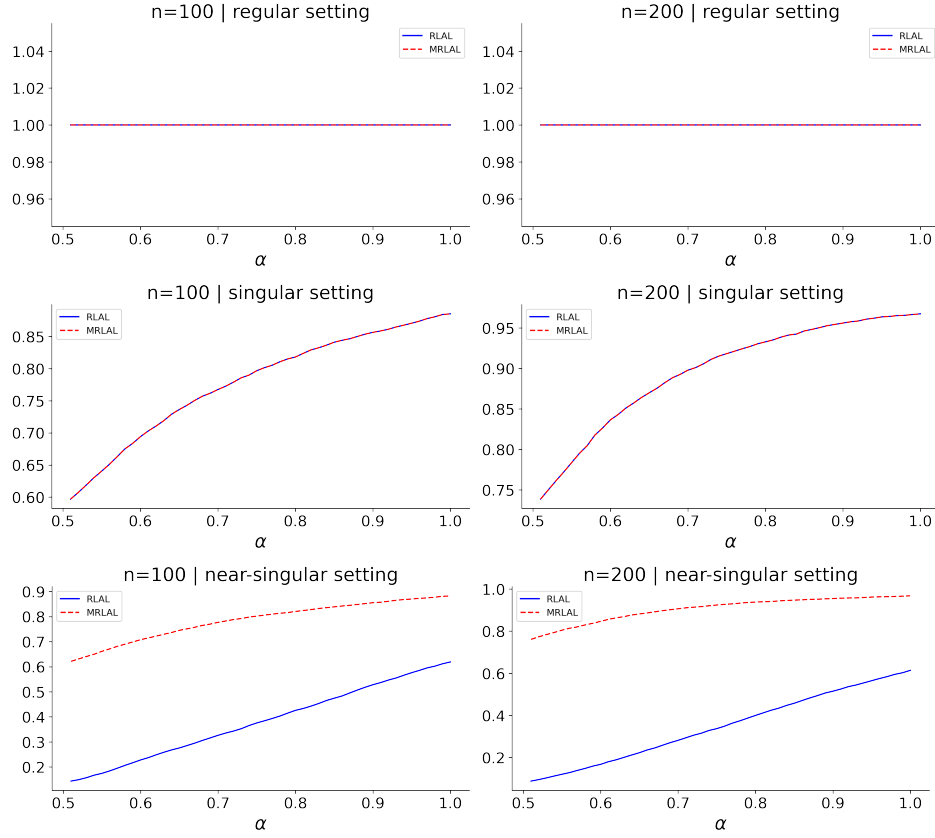 n=100 | regular setting
1.04
1.02
1.00
0.98
0.96
RLAL
MRLAL
0.5 0.6 0.7 0.8 0.9 1.0
α
n=200 | regular setting
1.04
1.02
1.00
0.98
0.96
RLAL
MRLAL
0.5 0.6 0.7 0.8 0.9 1.0
α
n=100 | singular setting
0.85
0.80
0.75
0.70
0.65
0.60
RLAL
MRLAL
0.5 0.6 0.7 0.8 0.9 1.0
α
n=200 | singular setting
0.95
0.90
0.85
0.80
0.75
RLAL
MRLAL
0.5 0.6 0.7 0.8 0.9 1.0
α
n=100 | near-singular setting
0.9
0.8
0.7
0.6
0.5
0.4
0.3
0.2
RLAL
MRLAL
0.5 0.6 0.7 0.8 0.9 1.0
α
n=200 | near-singular setting
1.0
0.8
0.6
0.4
0.2
RLAL
MRLAL
0.5 0.6 0.7 0.8 0.9 1.0
α